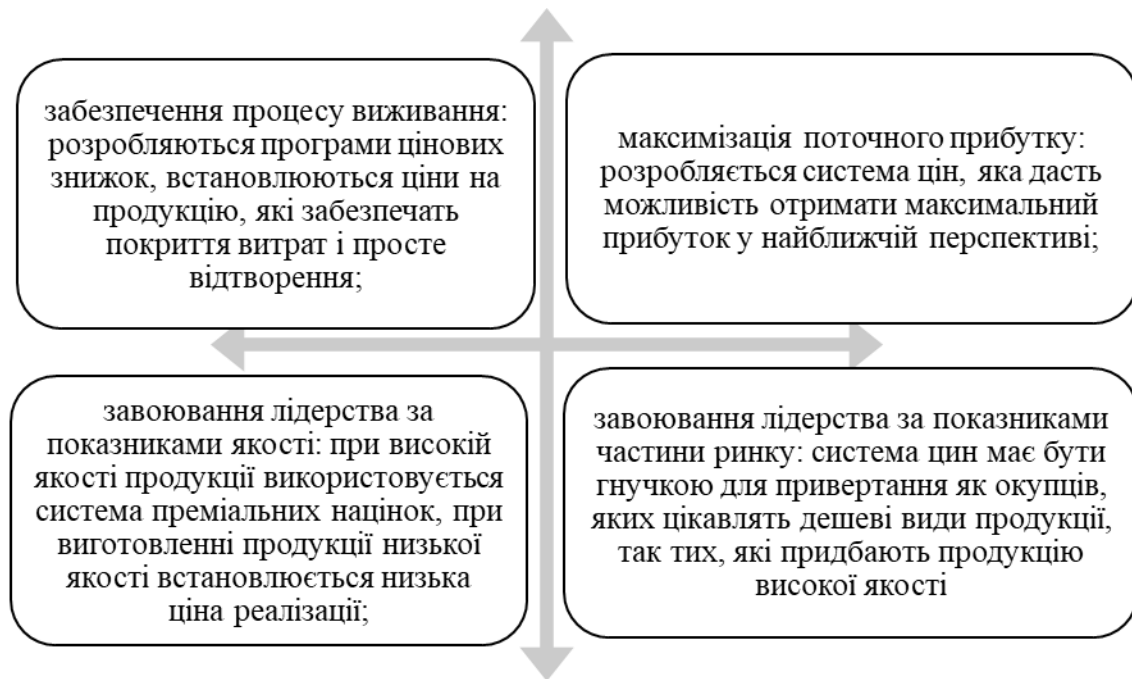 забезпечення процесу виживання:
розробляються програми цінових
знижок, встановлюються ціни на
продукцію, які забезпечать
покриття витрат і просте
відтворення;
максимізація поточного прибутку:
розробляється система цін, яка дасть
можливість отримати максимальний
прибуток у найближчій перспективі;
завоювання лідерства за
показниками якості: при високій
якості продукції використовується
система преміальних націнок, при
виготовленні продукції низької
якості встановлюється низька
ціна реалізації;
завоювання лідерства за показниками
частини ринку: система цин має бути
гнучкою для привертання як окупців,
яких цікавлять дешеві види продукції,
так тих, які придбають продукцію
високої якості